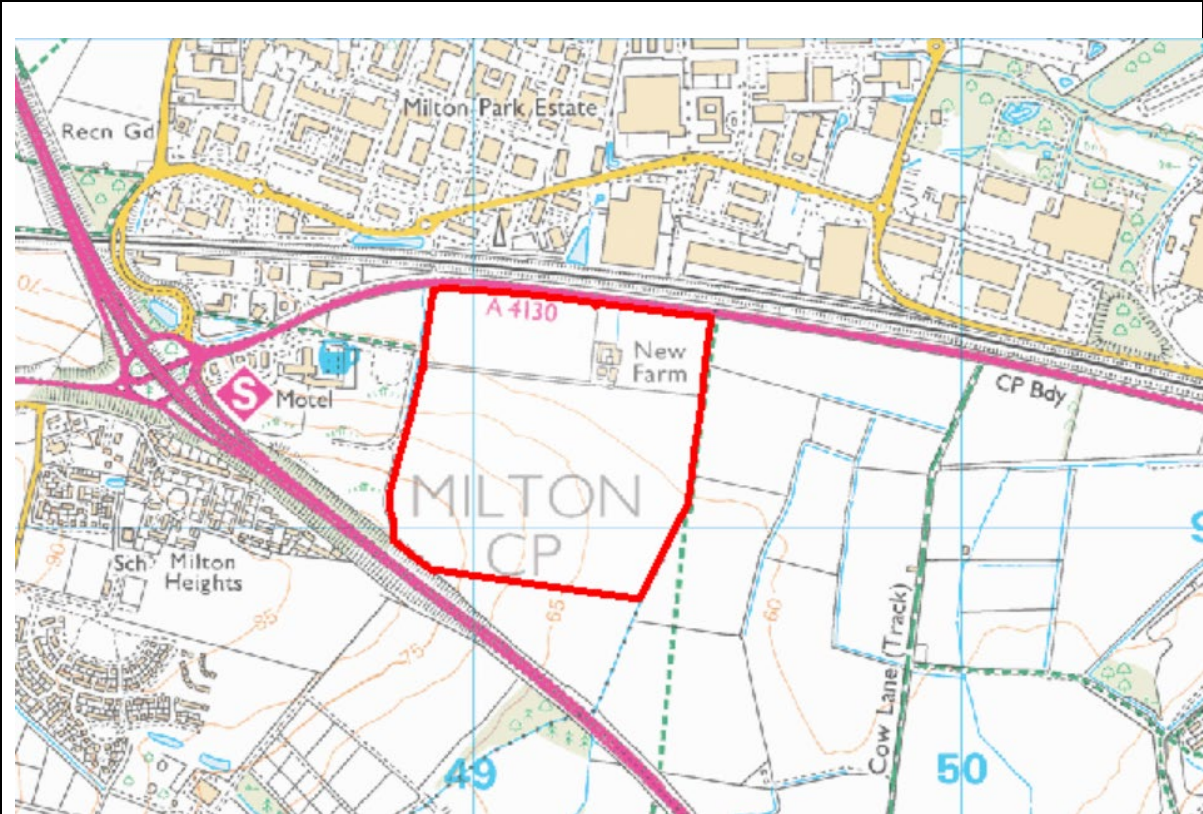 Milton Park Estate
Recn Gd
70
P
A 4130
New
Farm
S
Motel
CP Bdy
MILTON
CP
90
Sch
Milton
Heights
85
75
65
60
Cow Lane (Track)
49
50